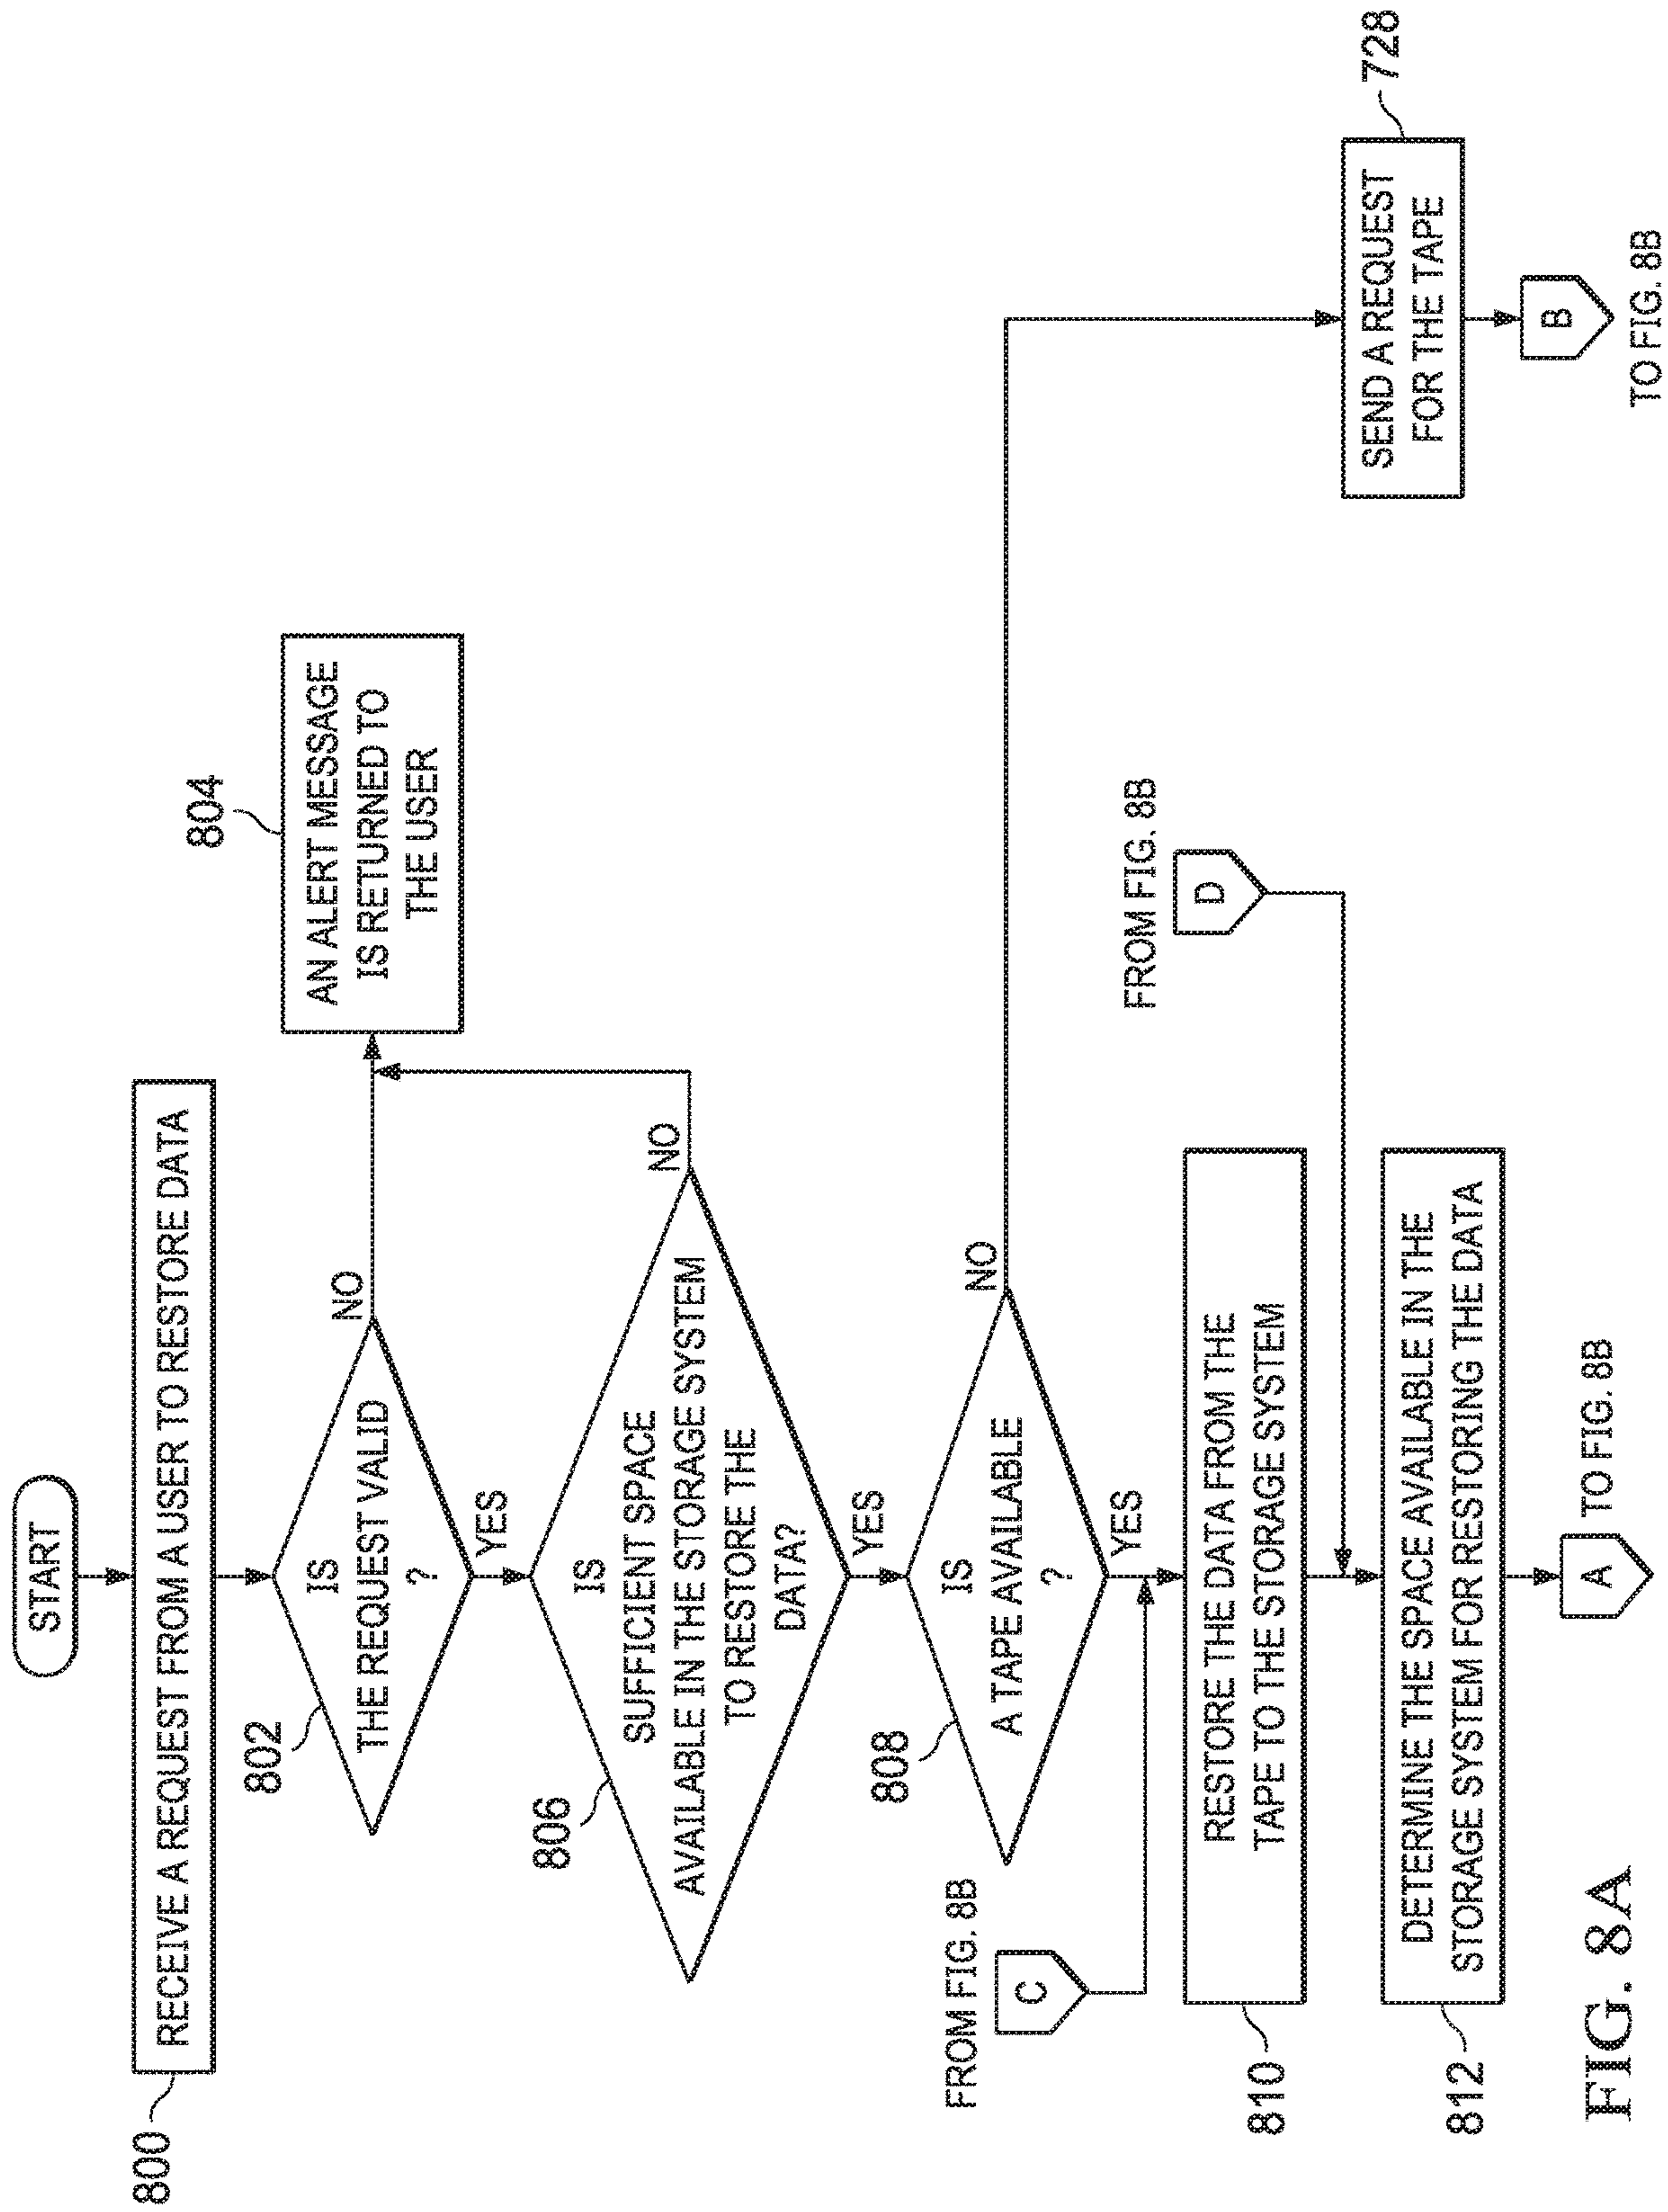 START
800
RECEIVE A REQUEST FROM A USER TO RESTORE DATA
802
IS
THE REQUEST VALID
?
NO
YES
804
AN ALERT MESSAGE
IS RETURNED TO
THE USER
806
IS
SUFFICIENT SPACE
AVAILABLE IN THE STORAGE SYSTEM
TO RESTORE THE
DATA?
NO
YES
808
IS
A TAPE AVAILABLE
?
NO
YES
FROM FIG. 8B
C
810
RESTORE THE DATA FROM THE
TAPE TO THE STORAGE SYSTEM
FROM FIG. 8B
D
812
DETERMINE THE SPACE AVAILABLE IN THE
STORAGE SYSTEM FOR RESTORING THE DATA
728
SEND A REQUEST
FOR THE TAPE
A
TO FIG. 8B
B
TO FIG. 8B
FIG. 8A